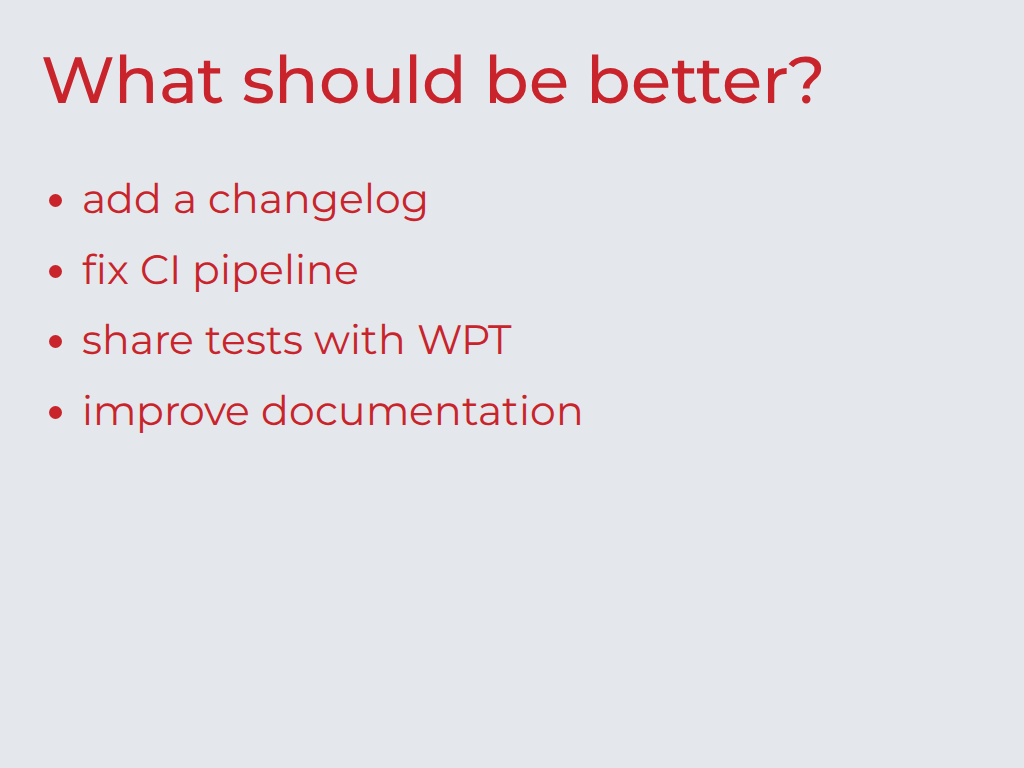 What should be better?
• add a changelog
• fix CI pipeline
• share tests with WPT
• improve documentation